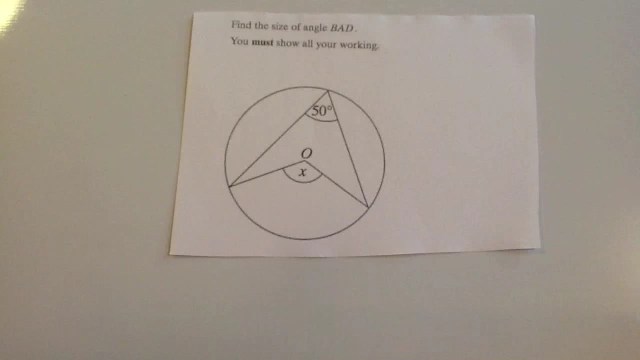 Find the size of angle BAD.
You must show all your working.
50°
O
x